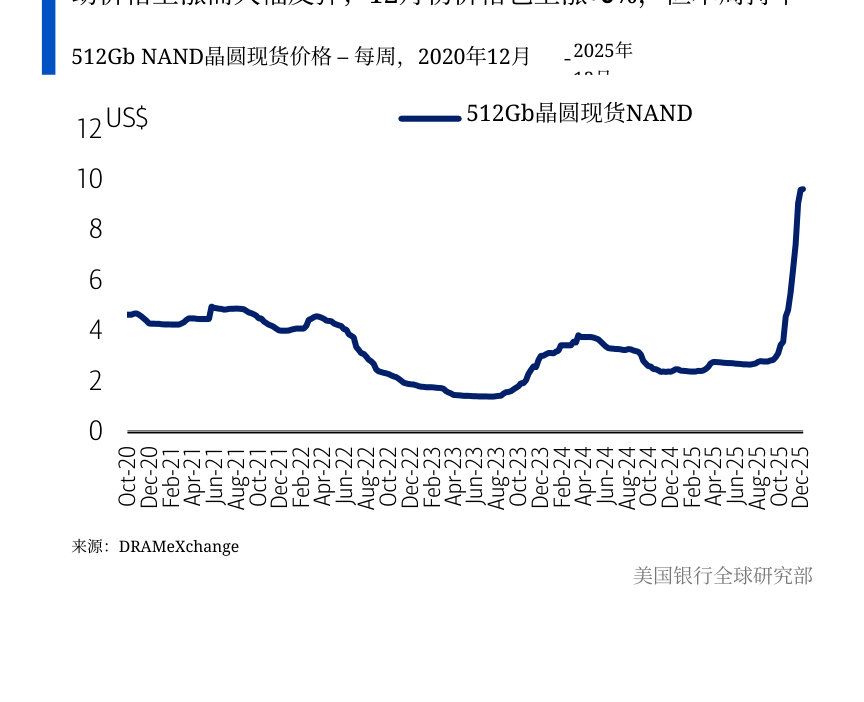 512Gb NAND晶圆现货价格 – 每周，2020年12月 -2025年
12月
US$
512Gb晶圆现货NAND
12
10
8
6
4
2
0
Oct-20 Dec-20 Feb-21 Apr-21 Jun-21 Aug-21 Oct-21 Dec-21 Feb-22 Apr-22 Jun-22 Aug-22 Oct-22 Dec-22 Feb-23 Apr-23 Jun-23 Aug-23 Oct-23 Dec-23 Feb-24 Apr-24 Jun-24 Aug-24 Oct-24 Dec-24 Feb-25 Apr-25 Jun-25 Aug-25 Oct-25 Dec-25
来源：DRAMeXchange
美国银行全球研究部